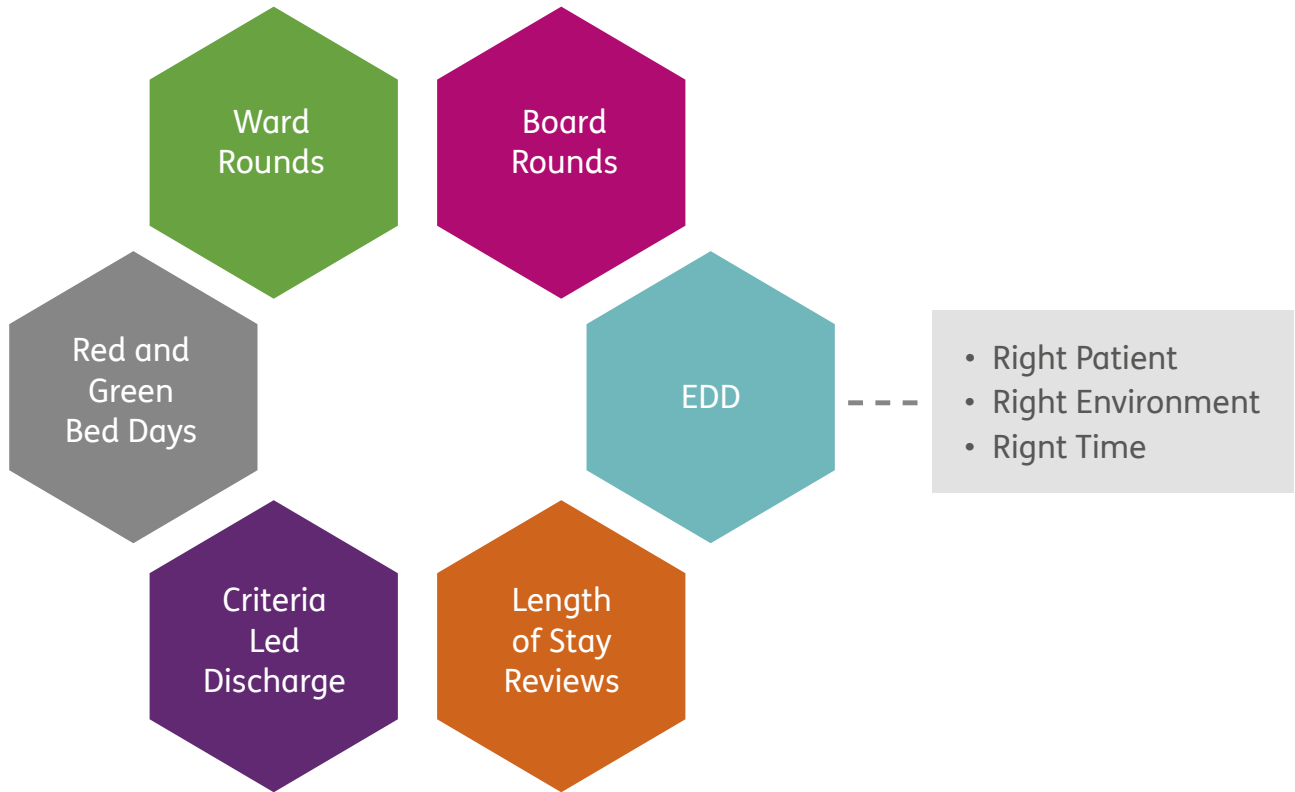 Ward
Rounds
Board
Rounds
Red and
Green
Bed Days
EDD
• Right Patient
• Right Environment
• Rignt Time
Criteria
Led
Discharge
Length
of Stay
Reviews